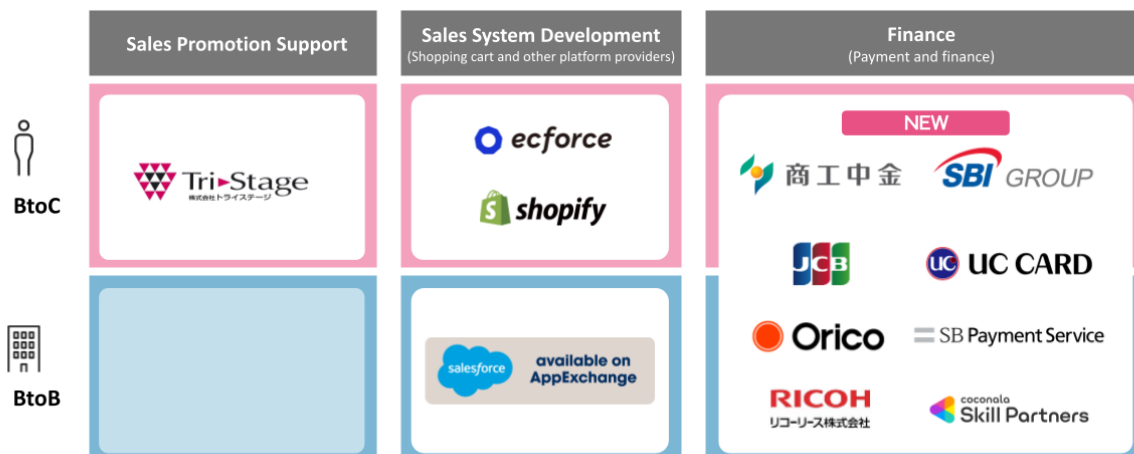 Sales Promotion Support
Sales System Development
(Shopping cart and other platform providers)
Finance
(Payment and finance)
BtoC
Tri-Stage
株式会社トライステージ
ecforce
shopify
NEW
商工中金
SBI GROUP
JCB
UC UC CARD
BtoB
salesforce
available on
AppExchange
Orico
SB Payment Service
RICOH
リコーリース株式会社
coconala
Skill Partners